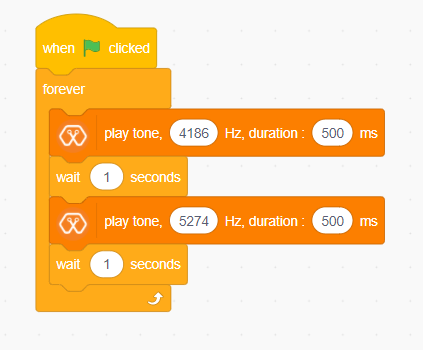 when clicked
forever
play tone, 4186 Hz, duration : 500 ms
wait 1 seconds
play tone, 5274 Hz, duration : 500 ms
wait 1 seconds